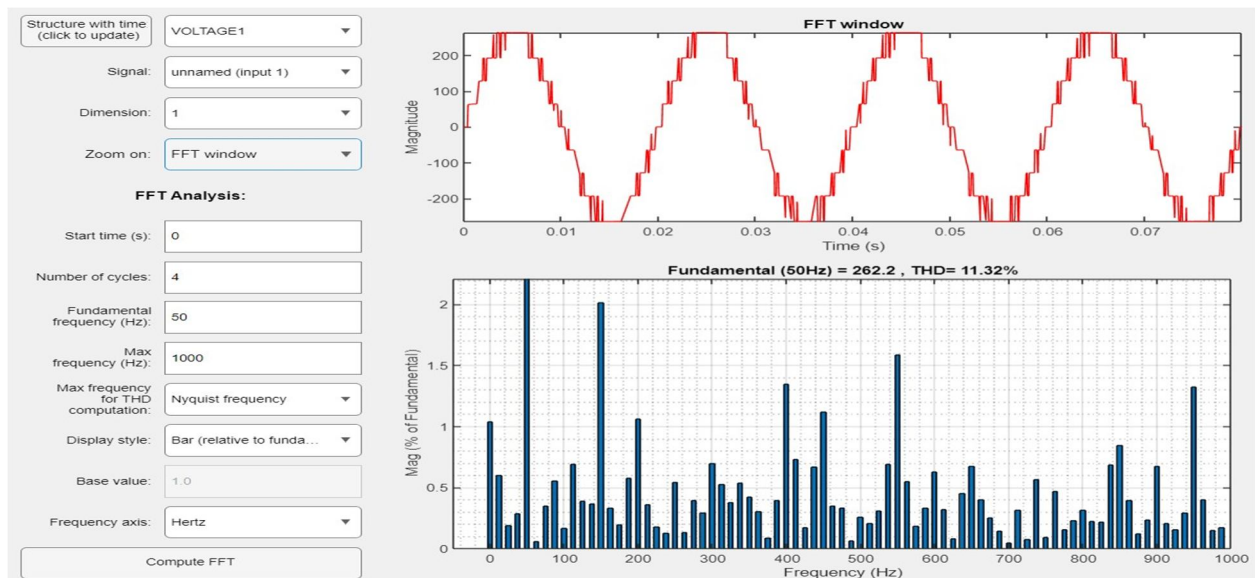 Structure with time
(click to update)
VOLTAGE1
Signal:
unnamed (input 1)
Dimension:
1
Zoom on:
FFT window
FFT Analysis:
Start time (s):
0
Number of cycles:
4
Fundamental
frequency (Hz):
50
Max
frequency (Hz):
1000
Max frequency
for THD
computation:
Nyquist frequency
Display style:
Bar (relative to funda...
Base value:
1.0
Frequency axis:
Hertz
Compute FFT
FFT window
200
100
0
-100
-200
Magnitude
0 0.01 0.02 0.03 0.04 0.05 0.06 0.07
Time (s)
Fundamental (50Hz) = 262.2 , THD= 11.32%
2
1.5
1
0.5
0
Mag (% of Fundamental)
0 100 200 300 400 500 600 700 800 900 1000
Frequency (Hz)